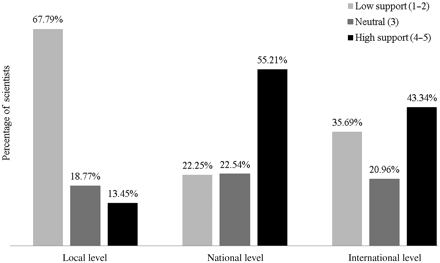 Low support (1–2)
Neutral (3)
High support (4–5)
Percentage of scientists
67.79%
18.77%
13.45%
22.25%
22.54%
55.21%
35.69%
20.96%
43.34%
Local level
National level
International level